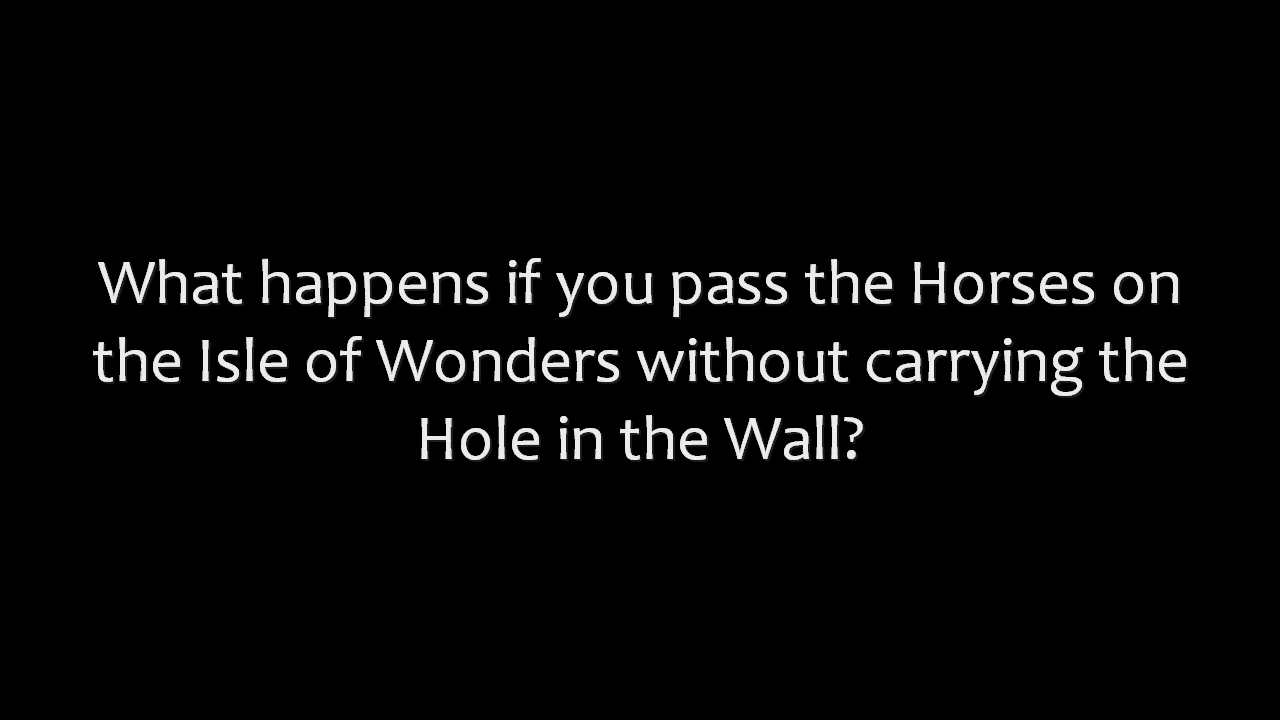 What happens if you pass the Horses on
the Isle of Wonders without carrying the
Hole in the Wall?